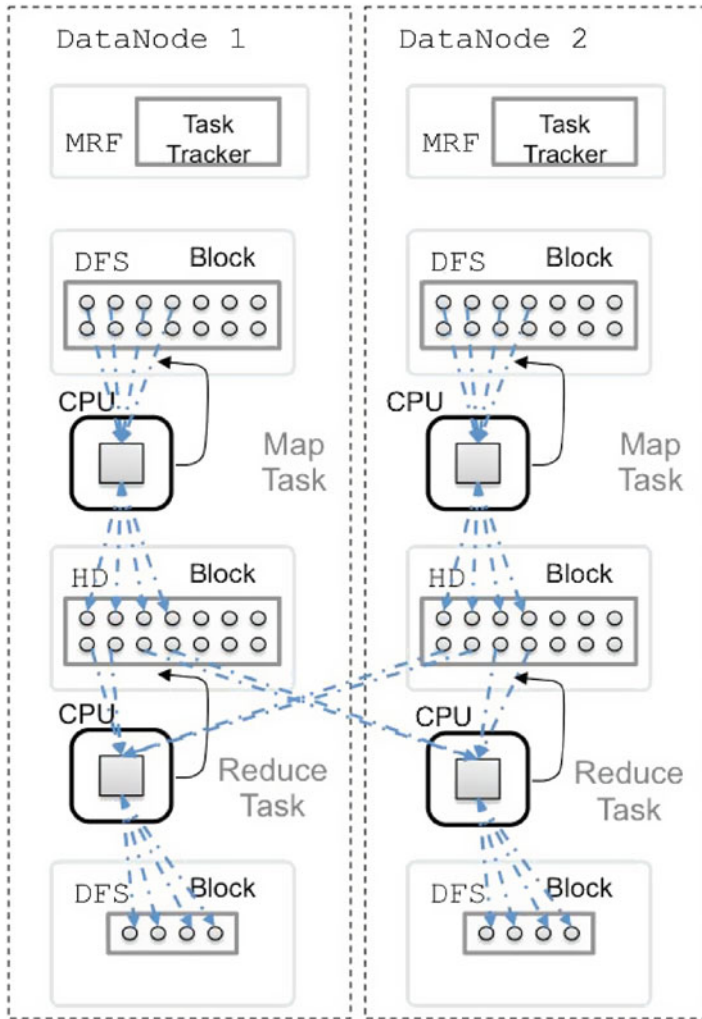 DataNode 1
MRF
Task
Tracker
DFS
Block
CPU
Map
Task
HD
Block
CPU
Reduce
Task
DFS
Block
DataNode 2
MRF
Task
Tracker
DFS
Block
CPU
Map
Task
HD
Block
CPU
Reduce
Task
DFS
Block